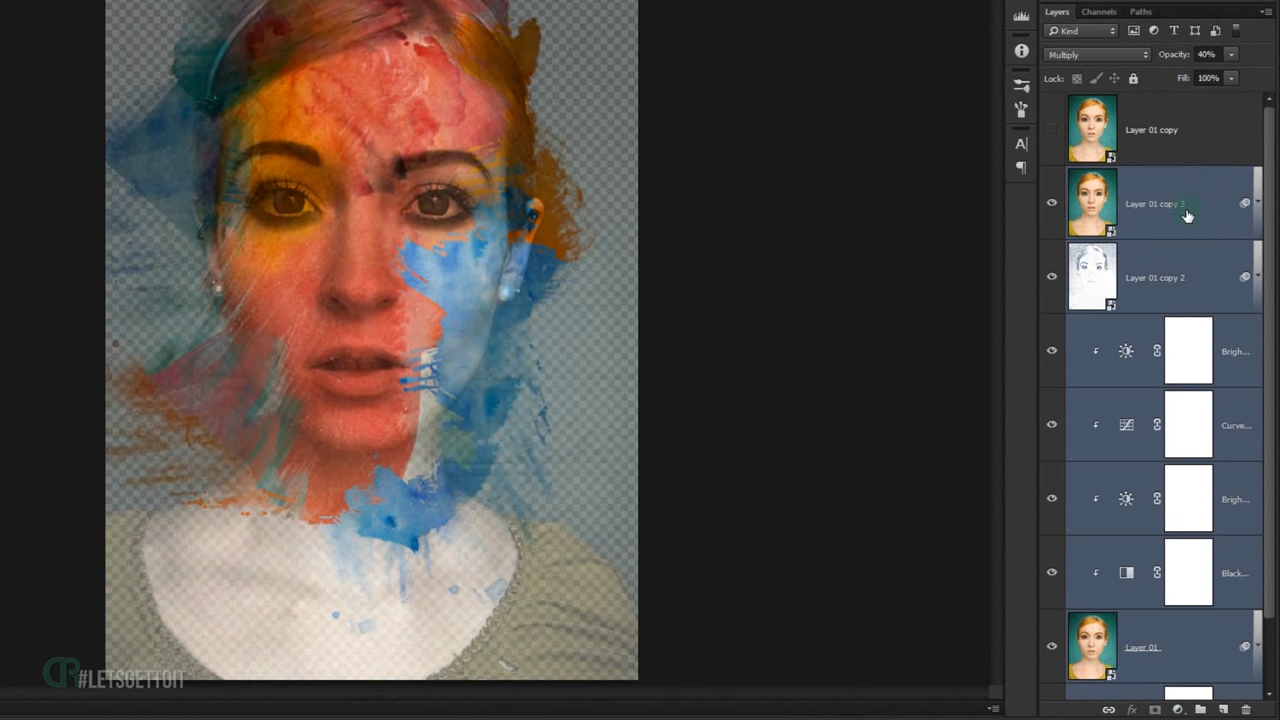 Layers Channels Paths
Kind
Multiply Opacity: 40%
Lock: Fill: 100%
Layer 01 copy
Layer 01 copy 3
Layer 01 copy 2
Brigh...
Curve...
Brigh...
Black...
Layer 01
#LETSGETTOIT